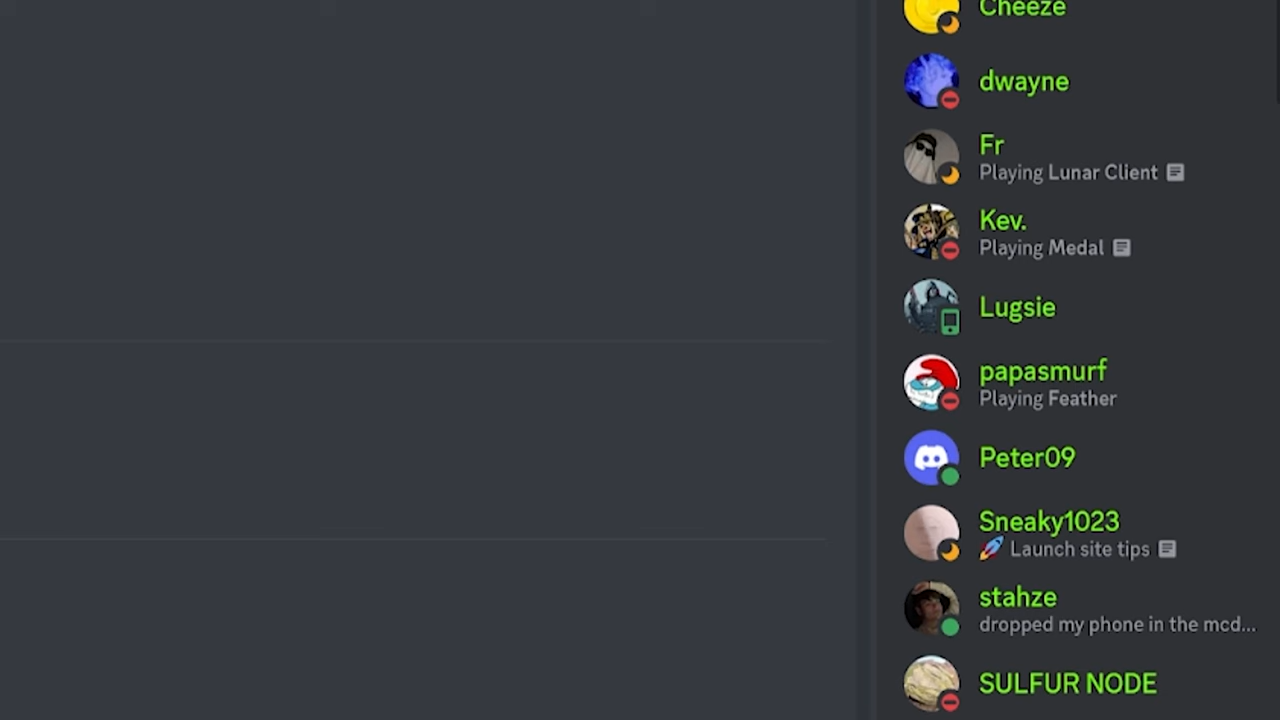 Cheeze
dwayne
Fr
Playing Lunar Client
Kev.
Playing Medal
Lugsie
papasmurf
Playing Feather
Peter09
Sneaky1023
🚀 Launch site tips
stahze
dropped my phone in the mcd...
SULFUR NODE